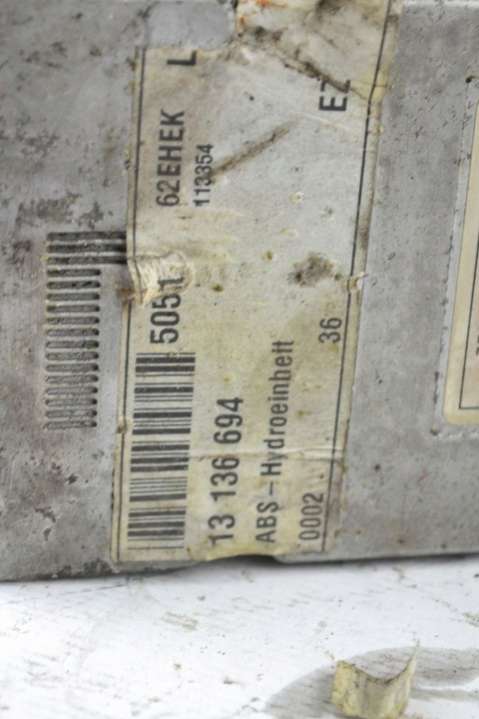 5051 62EHEK L
113354
13 136 694
ABS-Hydroeinheit
0002 36 EZ